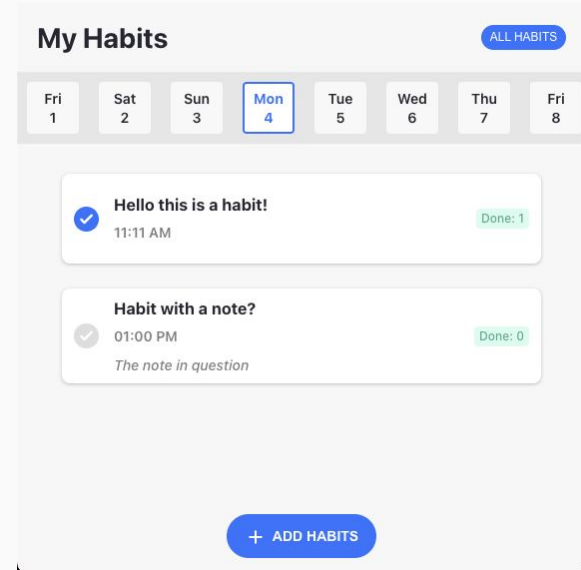 My Habits
ALL HABITS
Fri Sat Sun Mon Tue Wed Thu Fri
1 2 3 4 5 6 7 8
Hello this is a habit!
11:11 AM
Done: 1
Habit with a note?
01:00 PM
Done: 0
The note in question
+ ADD HABITS